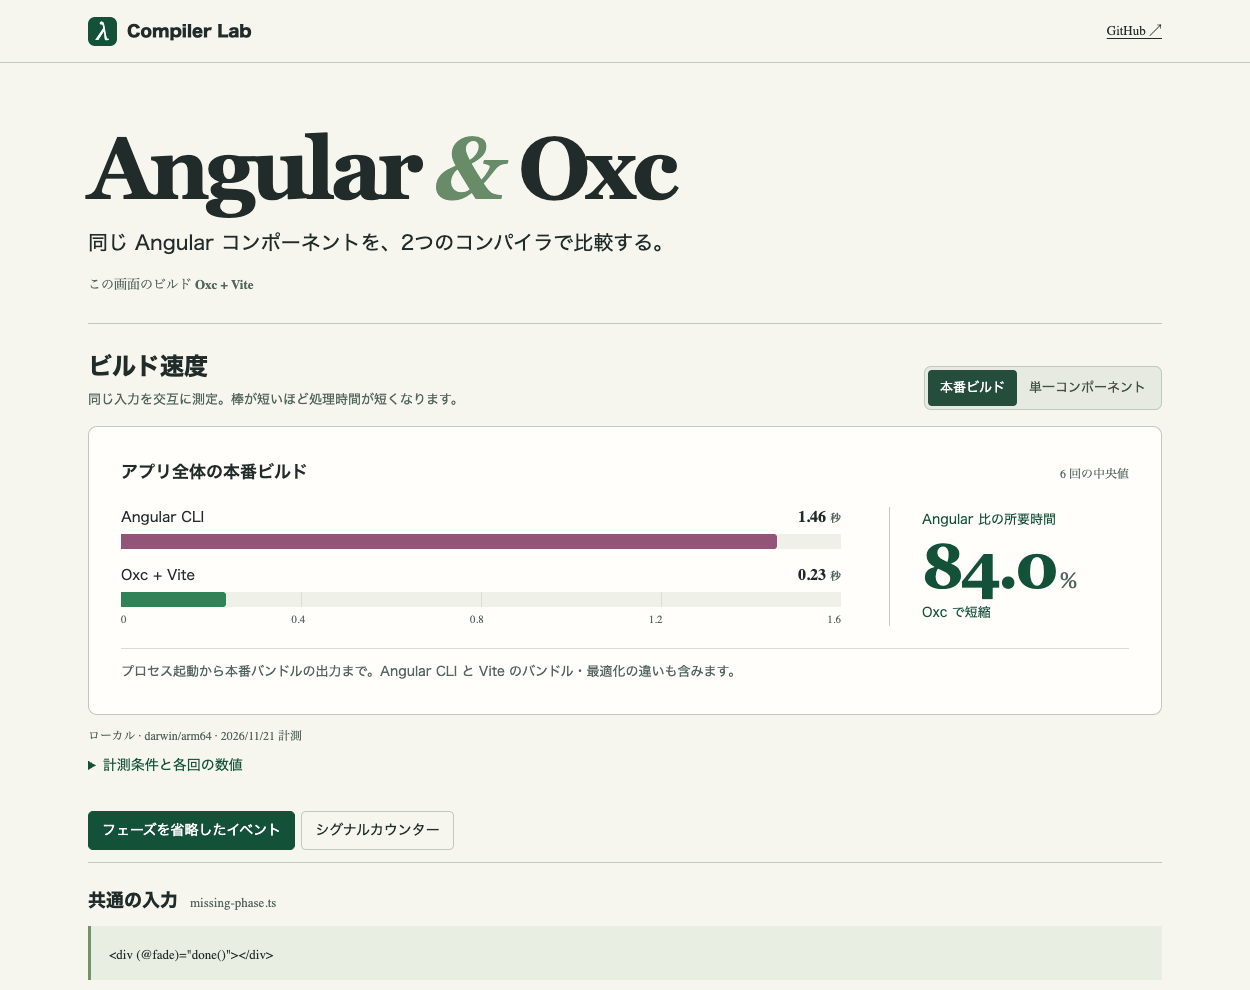 λ Compiler Lab
GitHub ↗
Angular & Oxc
同じ Angular コンポーネントを、2つのコンパイラで比較する。
この画面のビルド Oxc + Vite
ビルド速度
同じ入力を交互に測定。棒が短いほど処理時間が短くなります。
本番ビルド 単一コンポーネント
アプリ全体の本番ビルド
6 回の中央値
Angular CLI 1.46 秒
Oxc + Vite 0.23 秒
0 0.4 0.8 1.2 1.6
Angular 比の所要時間
84.0%
Oxc で短縮
プロセス起動から本番バンドルの出力まで。Angular CLI と Vite のバンドル・最適化の違いも含みます。
ローカル · darwin/arm64 · 2026/11/21 計測
▶ 計測条件と各回の数値
フェーズを省略したイベント シグナルカウンター
共通の入力 missing-phase.ts
<div (@fade)="done()"></div>